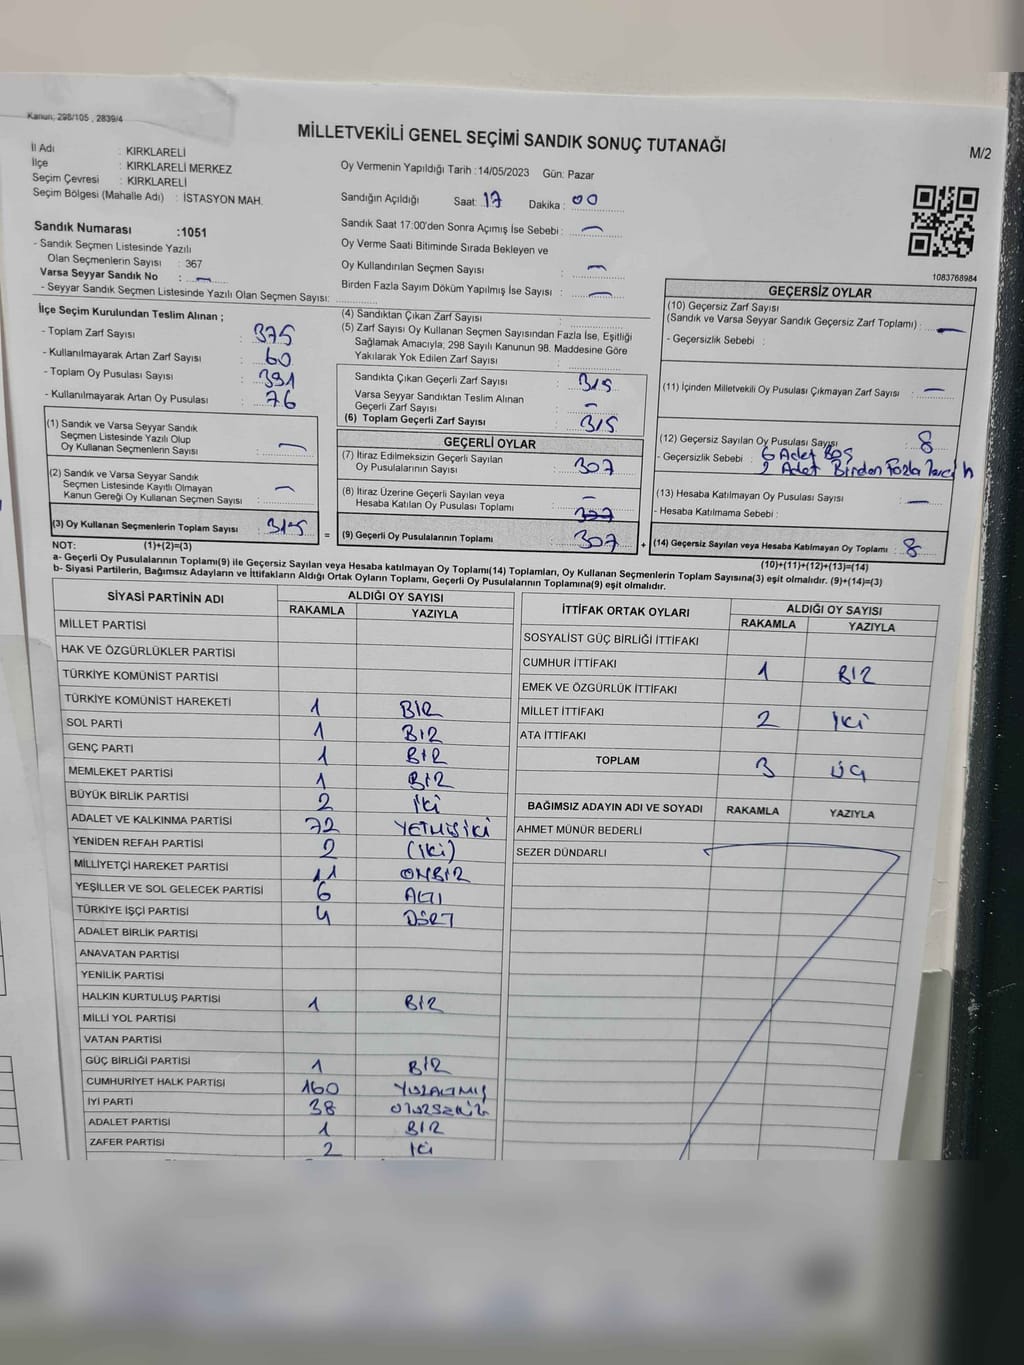 Kanun, 298/105 , 2839/4
MİLLETVEKİLİ GENEL SEÇİMİ SANDIK SONUÇ TUTANAĞI
M/2
İl Adı : KIRKLARELİ
İlçe : KIRKLARELİ MERKEZ
Seçim Çevresi : KIRKLARELİ
Seçim Bölgesi (Mahalle Adı) : İSTASYON MAH.
Sandık Numarası :1051
- Sandık Seçmen Listesinde Yazılı
Olan Seçmenlerin Sayısı : 367
Varsa Seyyar Sandık No : —
- Seyyar Sandık Seçmen Listesinde Yazılı Olan Seçmen Sayısı:
Oy Vermenin Yapıldığı Tarih :14/05/2023 Gün: Pazar
Sandığın Açıldığı Saat: 17 Dakika : 00
Sandık Saat 17:00'den Sonra Açımış İse Sebebi : —
Oy Verme Saati Bitiminde Sırada Bekleyen ve
Oy Kullandırılan Seçmen Sayısı : —
Birden Fazla Sayım Döküm Yapılmış İse Sayısı : —
1083768984
İlçe Seçim Kurulundan Teslim Alınan ;
- Toplam Zarf Sayısı : 375
- Kullanılmayarak Artan Zarf Sayısı : 60
- Toplam Oy Pusulası Sayısı : 391
- Kullanılmayarak Artan Oy Pusulası : 76
(1) Sandık ve Varsa Seyyar Sandık
Seçmen Listesinde Yazılı Olup
Oy Kullanan Seçmenlerin Sayısı : —
(2) Sandık ve Varsa Seyyar Sandık
Seçmen Listesinde Kayıtlı Olmayan
Kanun Gereği Oy Kullanan Seçmen Sayısı : —
(3) Oy Kullanan Seçmenlerin Toplam Sayısı : 315
(4) Sandıktan Çıkan Zarf Sayısı :
(5) Zarf Sayısı Oy Kullanan Seçmen Sayısından Fazla İse, Eşitliği
Sağlamak Amacıyla; 298 Sayılı Kanunun 98. Maddesine Göre
Yakılarak Yok Edilen Zarf Sayısı :
Sandıkta Çıkan Geçerli Zarf Sayısı : 315
Varsa Seyyar Sandıktan Teslim Alınan
Geçerli Zarf Sayısı : —
(6) Toplam Geçerli Zarf Sayısı : 315
GEÇERLİ OYLAR
(7) İtiraz Edilmeksizin Geçerli Sayılan
Oy Pusulalarının Sayısı : 307
(8) İtiraz Üzerine Geçerli Sayılan veya
Hesaba Katılan Oy Pusulası Toplamı : —
307
= (9) Geçerli Oy Pusulalarının Toplamı : 307 +
GEÇERSİZ OYLAR
(10) Geçersiz Zarf Sayısı
(Sandık ve Varsa Seyyar Sandık Geçersiz Zarf Toplamı) : —
- Geçersizlik Sebebi :
(11) İçinden Milletvekili Oy Pusulası Çıkmayan Zarf Sayısı : —
(12) Geçersiz Sayılan Oy Pusulası Sayısı : 8
- Geçersizlik Sebebi : 6 Adet BOŞ
2 Adet Birden Fazla Tercih
(13) Hesaba Katılmayan Oy Pusulası Sayısı : —
- Hesaba Katılmama Sebebi :
(14) Geçersiz Sayılan veya Hesaba Katılmayan Oy Toplamı : 8
NOT: (1)+(2)=(3)
(10)+(11)+(12)+(13)=(14)
a- Geçerli Oy Pusulalarının Toplamı(9) ile Geçersiz Sayılan veya Hesaba katılmayan Oy Toplamı(14) Toplamları, Oy Kullanan Seçmenlerin Toplam Sayısına(3) eşit olmalıdır. (9)+(14)=(3)
b- Siyasi Partilerin, Bağımsız Adayların ve İttifakların Aldığı Ortak Oyların Toplamı, Geçerli Oy Pusulalarının Toplamına(9) eşit olmalıdır.
SİYASİ PARTİNİN ADI ALDIĞI OY SAYISI
RAKAMLA YAZIYLA
MİLLET PARTİSİ
HAK VE ÖZGÜRLÜKLER PARTİSİ
TÜRKİYE KOMÜNİST PARTİSİ
TÜRKİYE KOMÜNİST HAREKETİ 1 BİR
SOL PARTİ 1 BİR
GENÇ PARTİ 1 BİR
MEMLEKET PARTİSİ 1 BİR
BÜYÜK BİRLİK PARTİSİ 2 İKİ
ADALET VE KALKINMA PARTİSİ 72 YETMİŞİKİ
YENİDEN REFAH PARTİSİ 2 (İKİ)
MİLLİYETÇİ HAREKET PARTİSİ 11 ONBİR
YEŞİLLER VE SOL GELECEK PARTİSİ 6 ALTI
TÜRKİYE İŞÇİ PARTİSİ 4 DÖRT
ADALET BİRLİK PARTİSİ
ANAVATAN PARTİSİ
YENİLİK PARTİSİ
HALKIN KURTULUŞ PARTİSİ 1 BİR
MİLLİ YOL PARTİSİ
VATAN PARTİSİ
GÜÇ BİRLİĞİ PARTİSİ 1 BİR
CUMHURİYET HALK PARTİSİ 160 YÜZALTMIŞ
İYİ PARTİ 38 OTUZSEKİZ
ADALET PARTİSİ 1 BİR
ZAFER PARTİSİ 2 İKİ
İTTİFAK ORTAK OYLARI ALDIĞI OY SAYISI
RAKAMLA YAZIYLA
SOSYALİST GÜÇ BİRLİĞİ İTTİFAKI
CUMHUR İTTİFAKI 1 BİR
EMEK VE ÖZGÜRLÜK İTTİFAKI
MİLLET İTTİFAKI 2 İKİ
ATA İTTİFAKI
TOPLAM 3 ÜÇ
BAĞIMSIZ ADAYIN ADI VE SOYADI RAKAMLA YAZIYLA
AHMET MÜNÜR BEDERLİ
SEZER DÜNDARLI